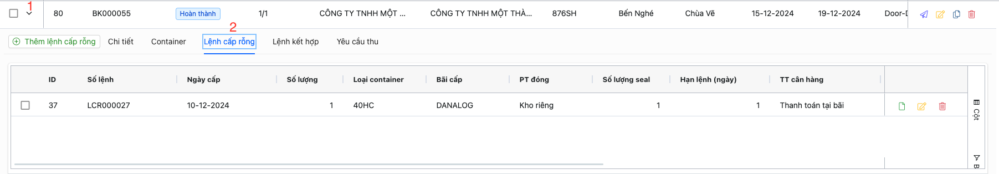 1
80 BK000055 Hoàn thành 1/1 CÔNG TY TNHH MỘT ... CÔNG TY TNHH MỘT THÀ... 876SH Bến Nghé Chùa Vẽ 15-12-2024 19-12-2024 Door-D
2
Thêm lệnh cấp rỗng Chi tiết Container Lệnh cấp rỗng Lệnh kết hợp Yêu cầu thu
ID Số lệnh Ngày cấp Số lượng Loại container Bãi cấp PT đóng Số lượng seal Hạn lệnh (ngày) TT cân hàng
37 LCR000027 10-12-2024 1 40HC DANALOG Kho riêng 1 1 Thanh toán tại bãi
Cột
B